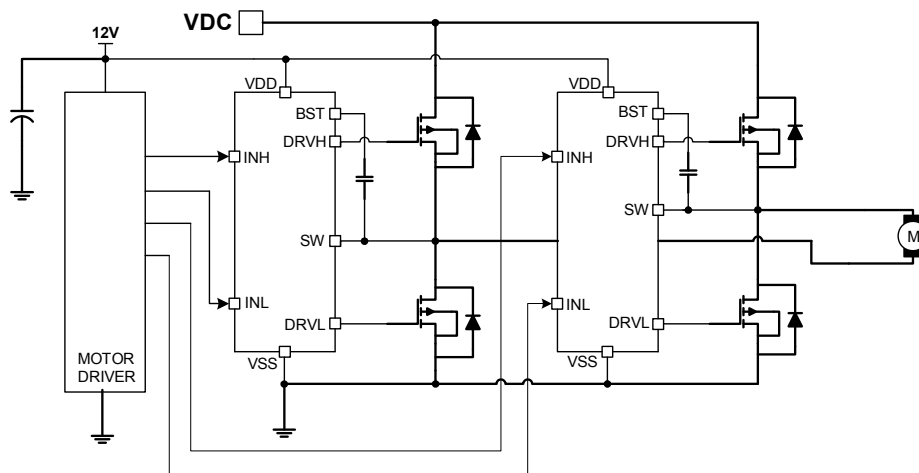 VDC
12V
VDD
VDD
BST
BST
DRVH
DRVH
INH
INH
SW
SW
M
INL
INL
DRVL
DRVL
VSS
VSS
MOTOR
DRIVER